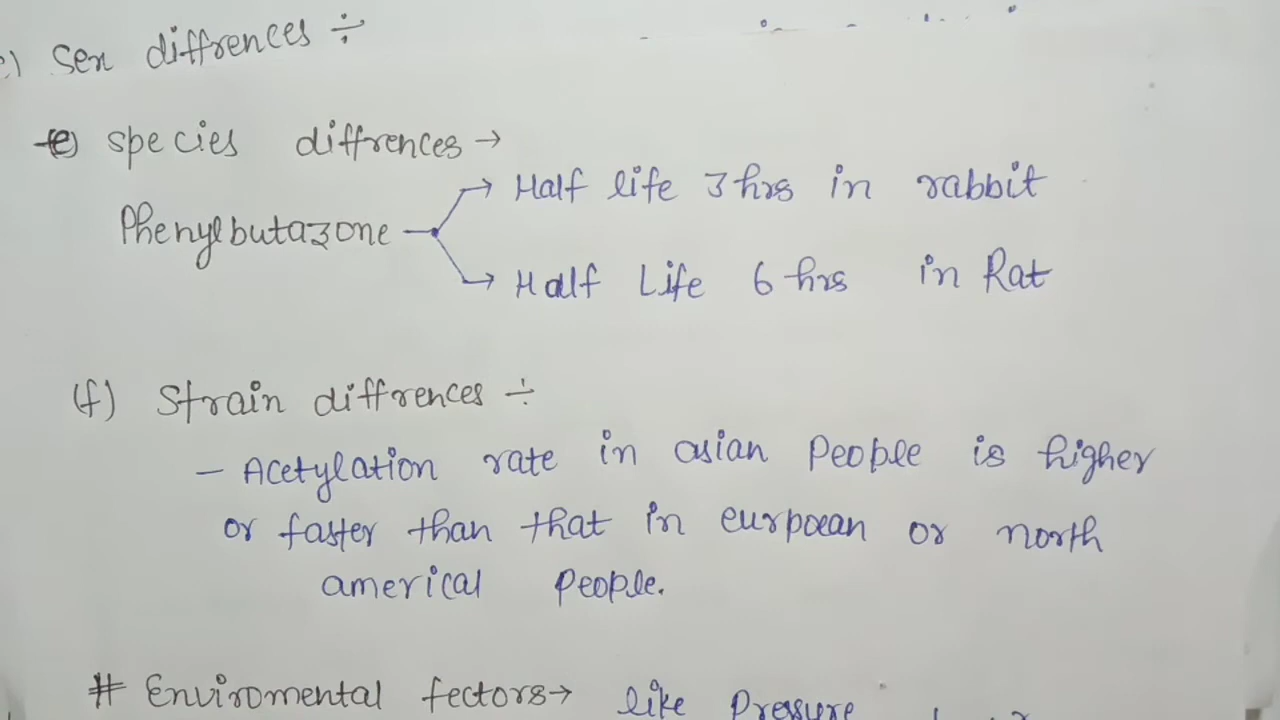 ) Sex diffrences ÷
(e) species diffrences →
→ Half life 3 hrs in rabbit
Phenylbutazone
→ Half Life 6 hrs in Rat
(f) Strain diffrences ÷
– Acetylation rate in asian People is higher
or faster than that in eurpoean or north
americal People.
# Enviromental fectors → like Pressure